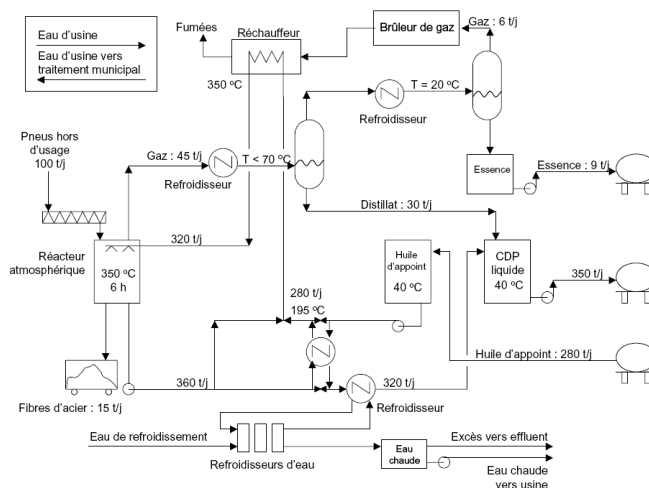 Eau d'usine
Eau d'usine vers
traitement municipal
Fumées
Réchauffeur
350 ºC
Brûleur de gaz
Gaz : 6 t/j
T = 20 ºC
Refroidisseur
Pneus hors
d'usage
100 t/j
Gaz : 45 t/j
T < 70 ºC
Refroidisseur
Essence
Essence : 9 t/j
Distillat : 30 t/j
Réacteur
atmosphérique
350 ºC
6 h
320 t/j
Huile
d'appoint
40 ºC
CDP
liquide
40 ºC
350 t/j
280 t/j
195 ºC
Huile d'appoint : 280 t/j
360 t/j
320 t/j
Refroidisseur
Fibres d'acier : 15 t/j
Eau de refroidissement
Refroidisseurs d'eau
Eau
chaude
Excès vers effluent
Eau chaude
vers usine